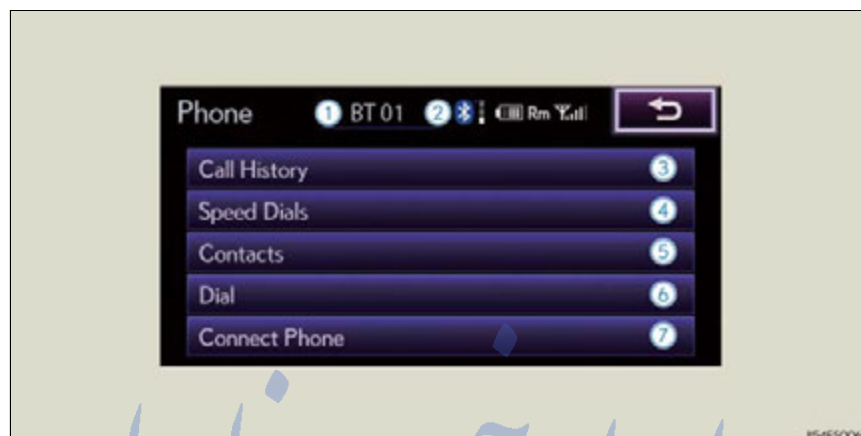 Phone 1 BT 01 2 Rm
Call History 3
Speed Dials 4
Contacts 5
Dial 6
Connect Phone 7